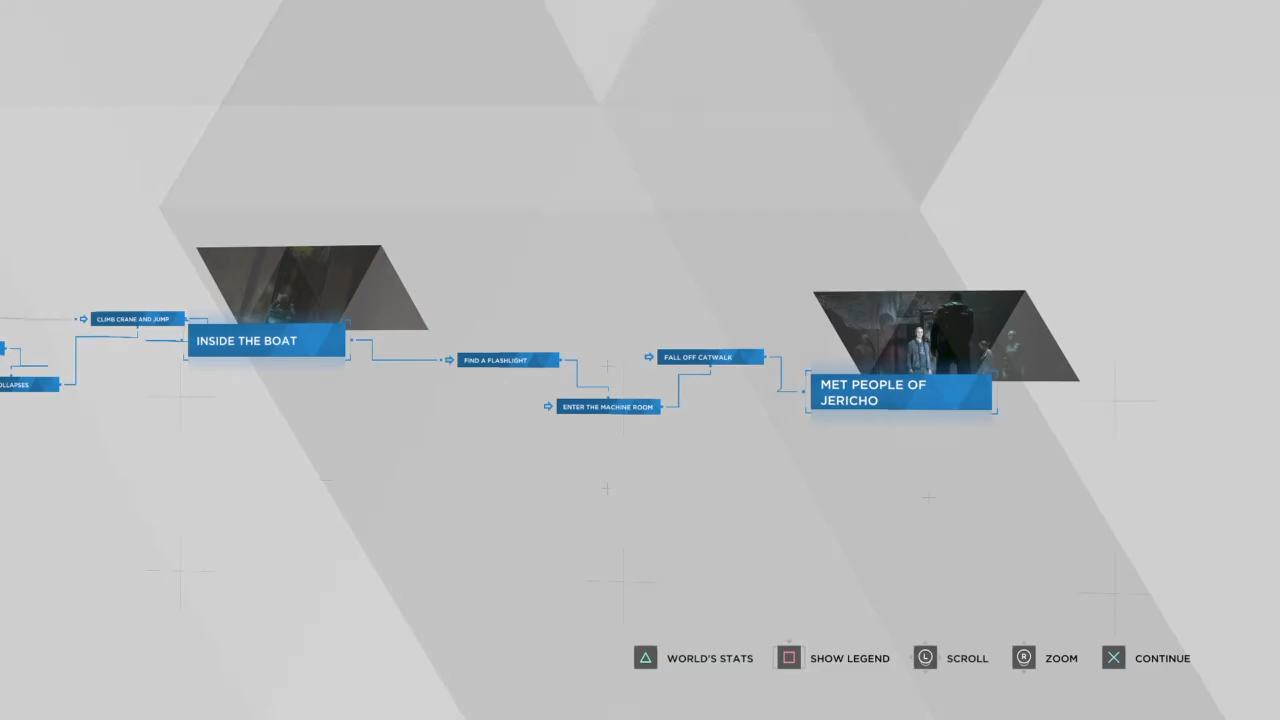 CLIMB CRANE AND JUMP
INSIDE THE BOAT
OLLAPSES
FIND A FLASHLIGHT
ENTER THE MACHINE ROOM
FALL OFF CATWALK
MET PEOPLE OF
JERICHO
WORLD'S STATS
SHOW LEGEND
L
SCROLL
R
ZOOM
CONTINUE